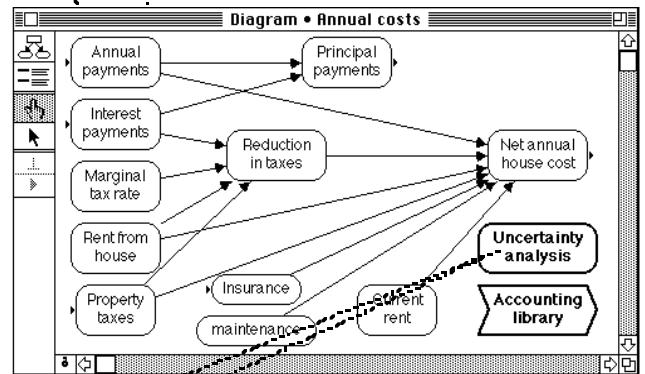 Diagram • Annual costs
Annual
payments
Principal
payments
Interest
payments
Reduction
in taxes
Net annual
house cost
Marginal
tax rate
Rent from
house
Uncertainty
analysis
Property
taxes
Insurance
maintenance
Current
rent
Accounting
library